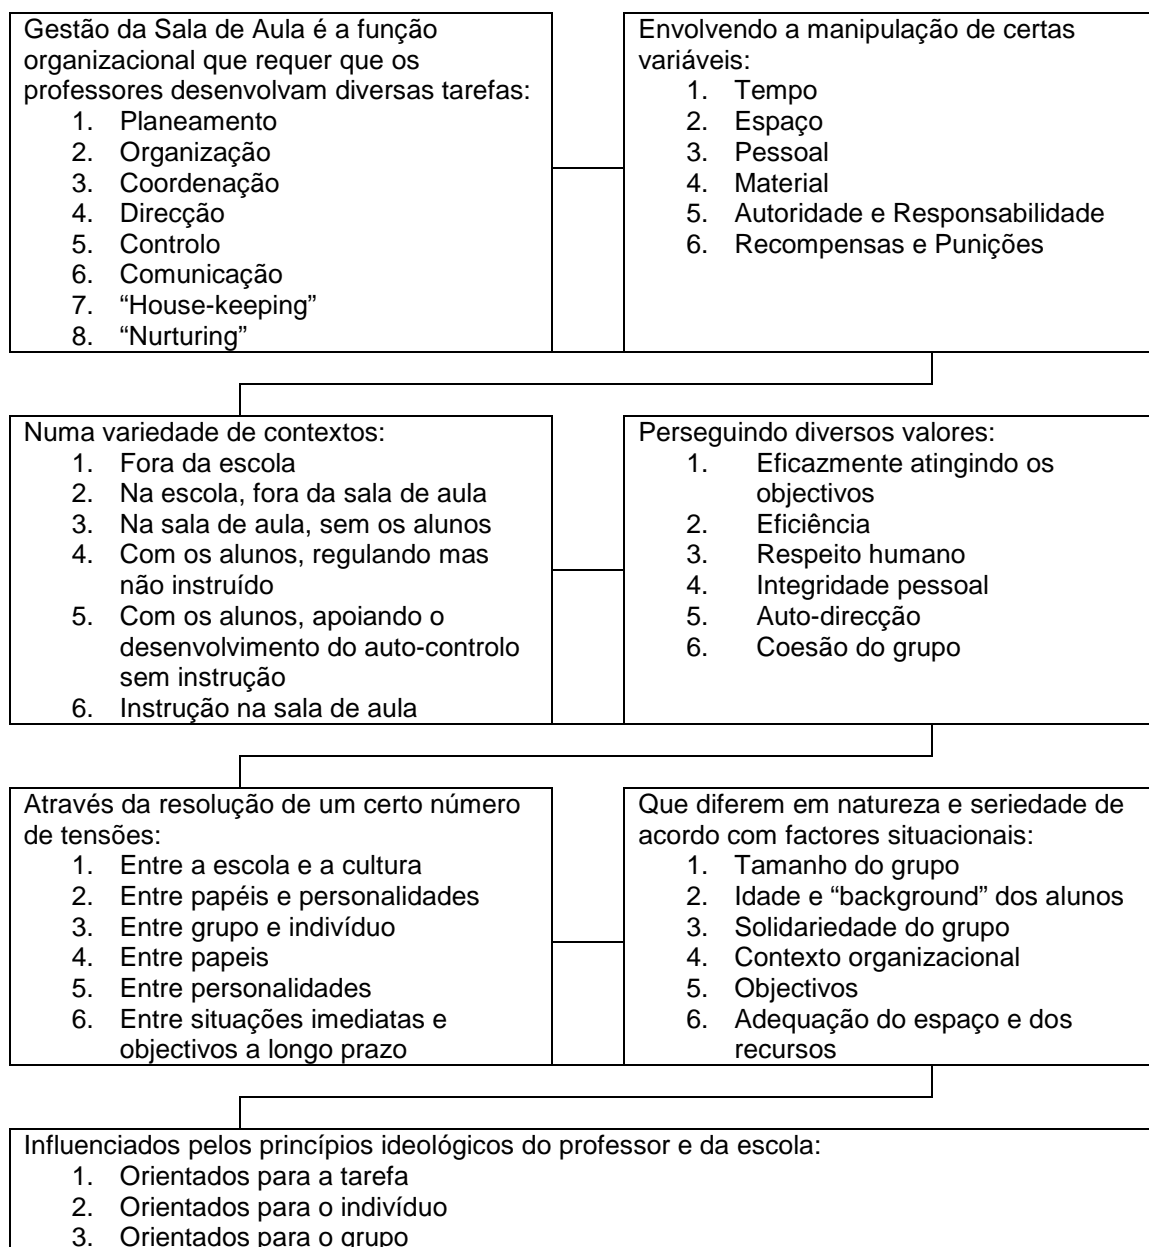 Gestão da Sala de Aula é a função
organizacional que requer que os
professores desenvolvam diversas tarefas:
1. Planeamento
2. Organização
3. Coordenação
4. Direcção
5. Controlo
6. Comunicação
7. “House-keeping”
8. “Nurturing”
Envolvendo a manipulação de certas
variáveis:
1. Tempo
2. Espaço
3. Pessoal
4. Material
5. Autoridade e Responsabilidade
6. Recompensas e Punições
Numa variedade de contextos:
1. Fora da escola
2. Na escola, fora da sala de aula
3. Na sala de aula, sem os alunos
4. Com os alunos, regulando mas
não instruído
5. Com os alunos, apoiando o
desenvolvimento do auto-controlo
sem instrução
6. Instrução na sala de aula
Perseguindo diversos valores:
1. Eficazmente atingindo os
objectivos
2. Eficiência
3. Respeito humano
4. Integridade pessoal
5. Auto-direcção
6. Coesão do grupo
Através da resolução de um certo número
de tensões:
1. Entre a escola e a cultura
2. Entre papéis e personalidades
3. Entre grupo e indivíduo
4. Entre papeis
5. Entre personalidades
6. Entre situações imediatas e
objectivos a longo prazo
Que diferem em natureza e seriedade de
acordo com factores situacionais:
1. Tamanho do grupo
2. Idade e “background” dos alunos
3. Solidariedade do grupo
4. Contexto organizacional
5. Objectivos
6. Adequação do espaço e dos
recursos
Influenciados pelos princípios ideológicos do professor e da escola:
1. Orientados para a tarefa
2. Orientados para o indivíduo
3. Orientados para o grupo